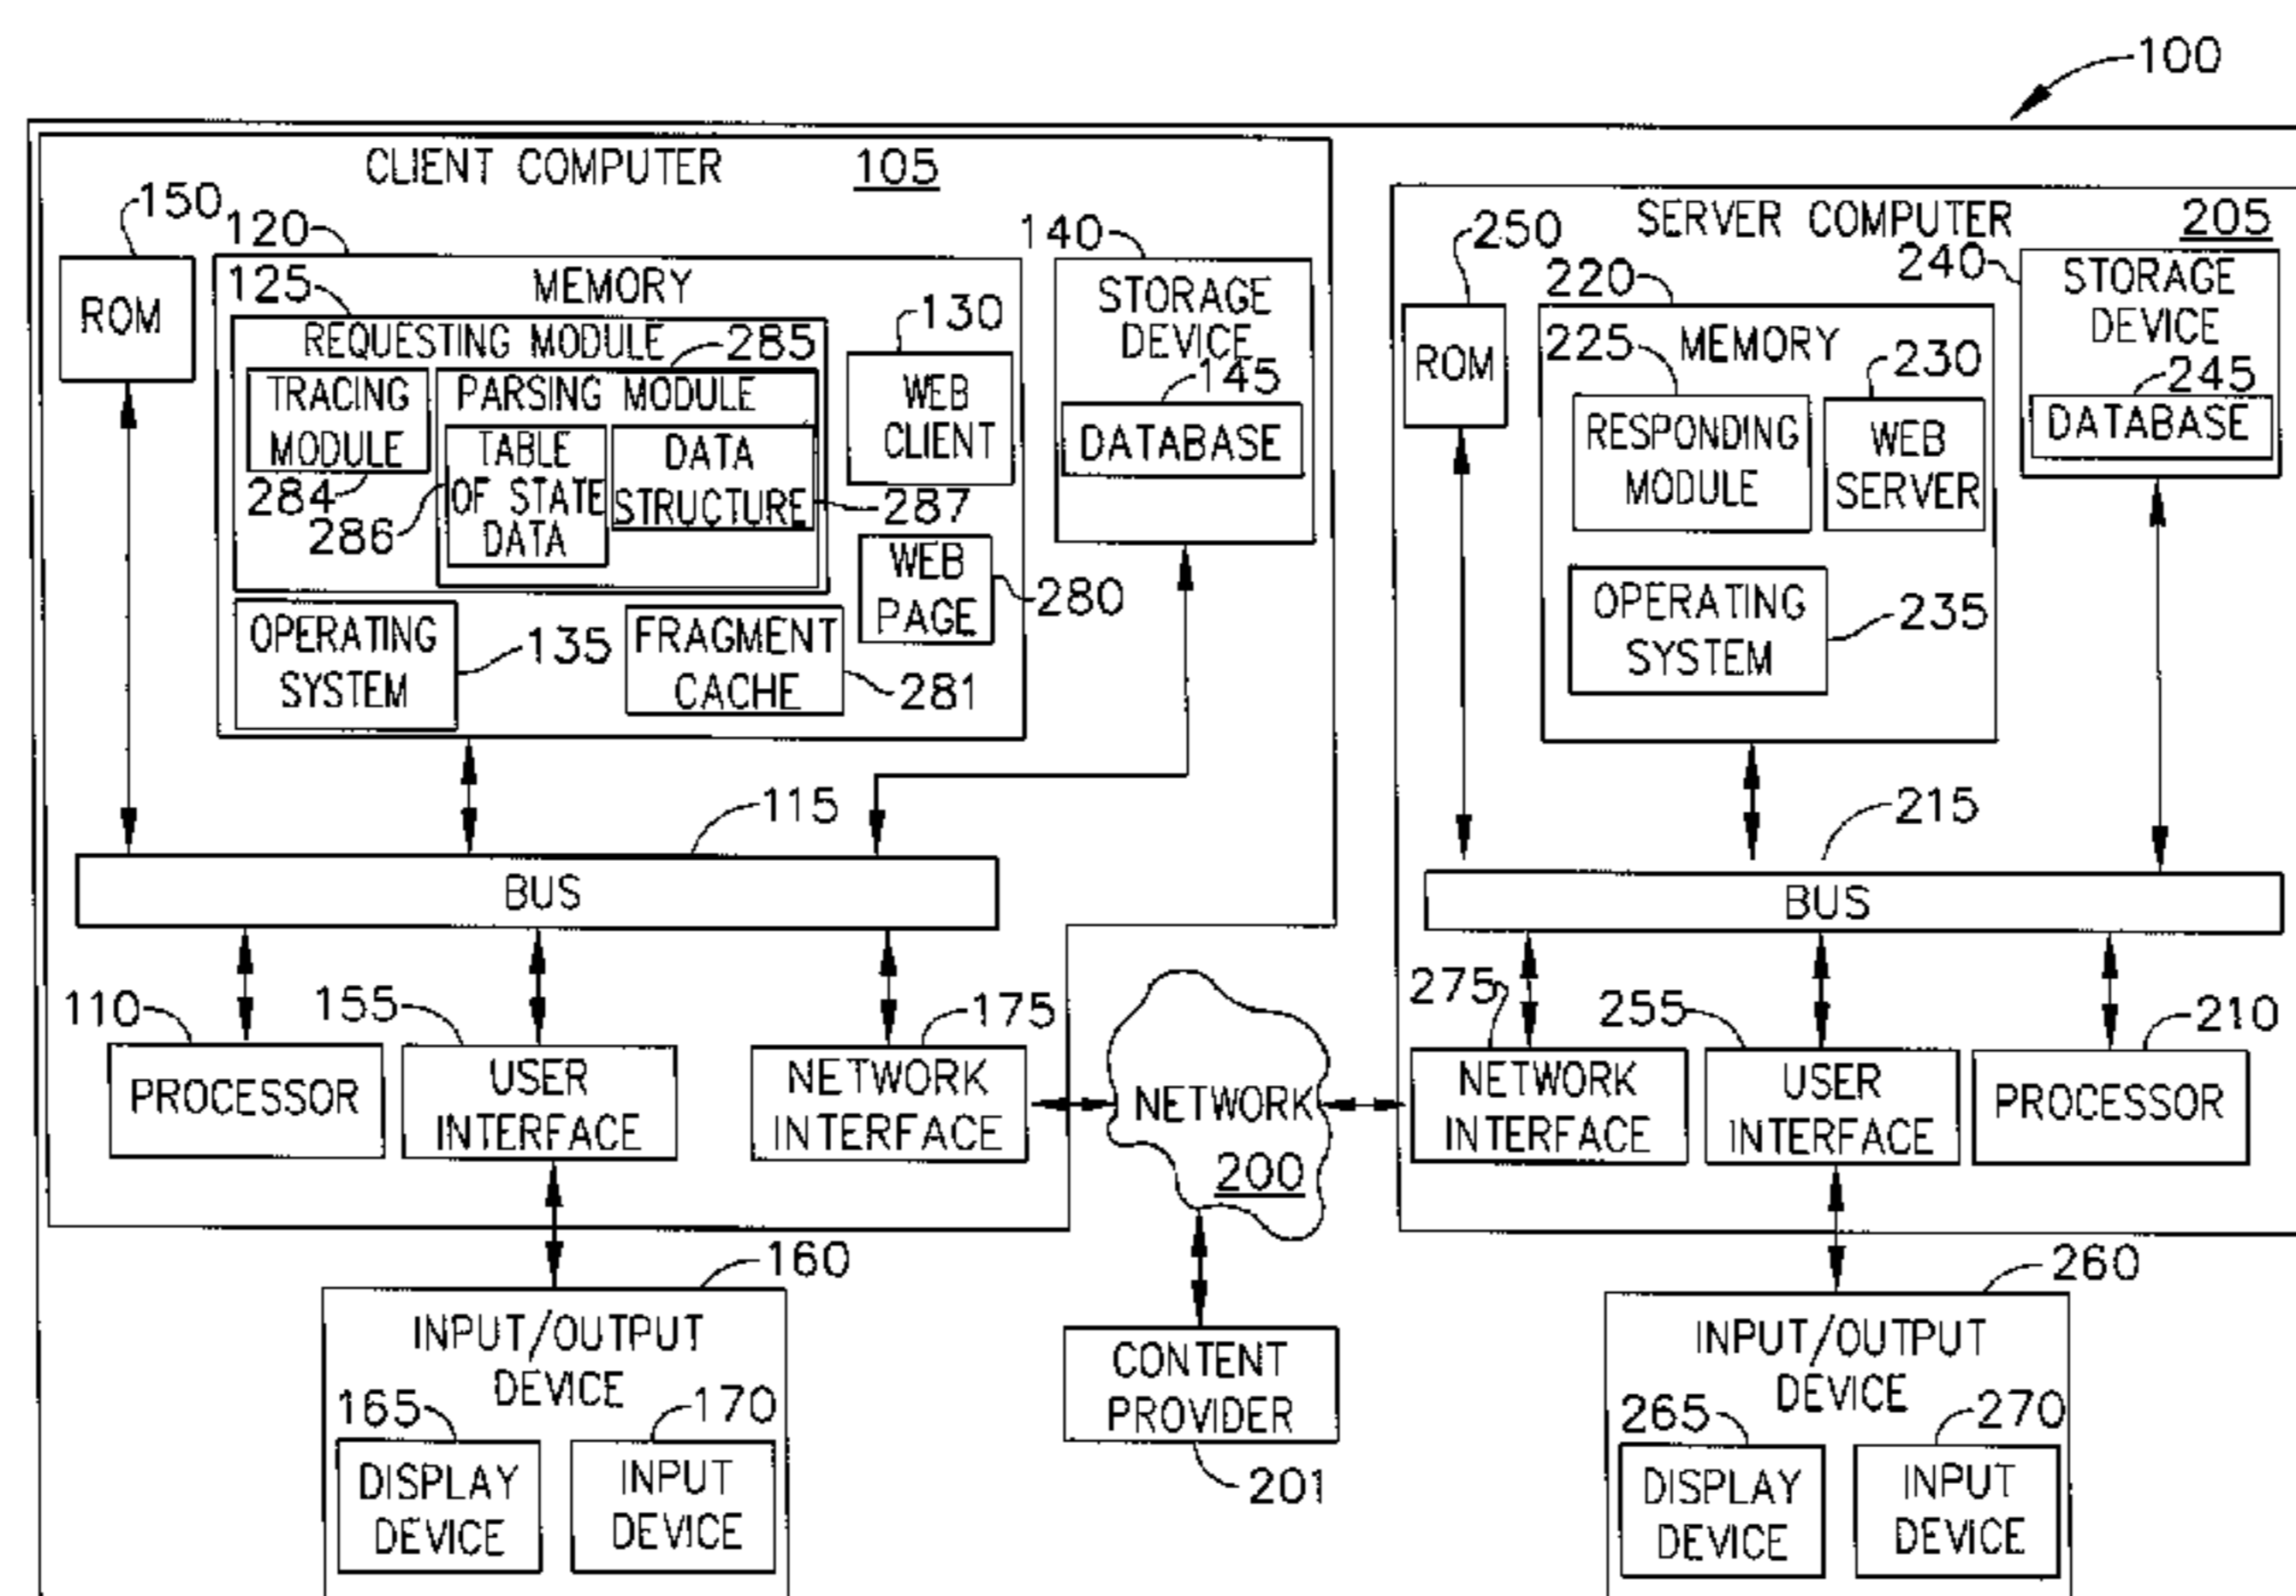 100
CLIENT COMPUTER 105
150
ROM
120
MEMORY
125
REQUESTING MODULE
285
TRACING
MODULE
284
PARSING MODULE
TABLE
OF STATE
DATA
286
DATA
STRUCTURE
287
130
WEB
CLIENT
WEB
PAGE
280
OPERATING
SYSTEM
135
FRAGMENT
CACHE
281
140
STORAGE
DEVICE
145
DATABASE
115
BUS
110
PROCESSOR
155
USER
INTERFACE
175
NETWORK
INTERFACE
160
INPUT/OUTPUT
DEVICE
165
DISPLAY
DEVICE
170
INPUT
DEVICE
NETWORK
200
CONTENT
PROVIDER
201
SERVER COMPUTER 205
250
ROM
220
MEMORY
225
RESPONDING
MODULE
230
WEB
SERVER
OPERATING
SYSTEM
235
240
STORAGE
DEVICE
245
DATABASE
215
BUS
275
NETWORK
INTERFACE
255
USER
INTERFACE
210
PROCESSOR
260
INPUT/OUTPUT
DEVICE
265
DISPLAY
DEVICE
270
INPUT
DEVICE